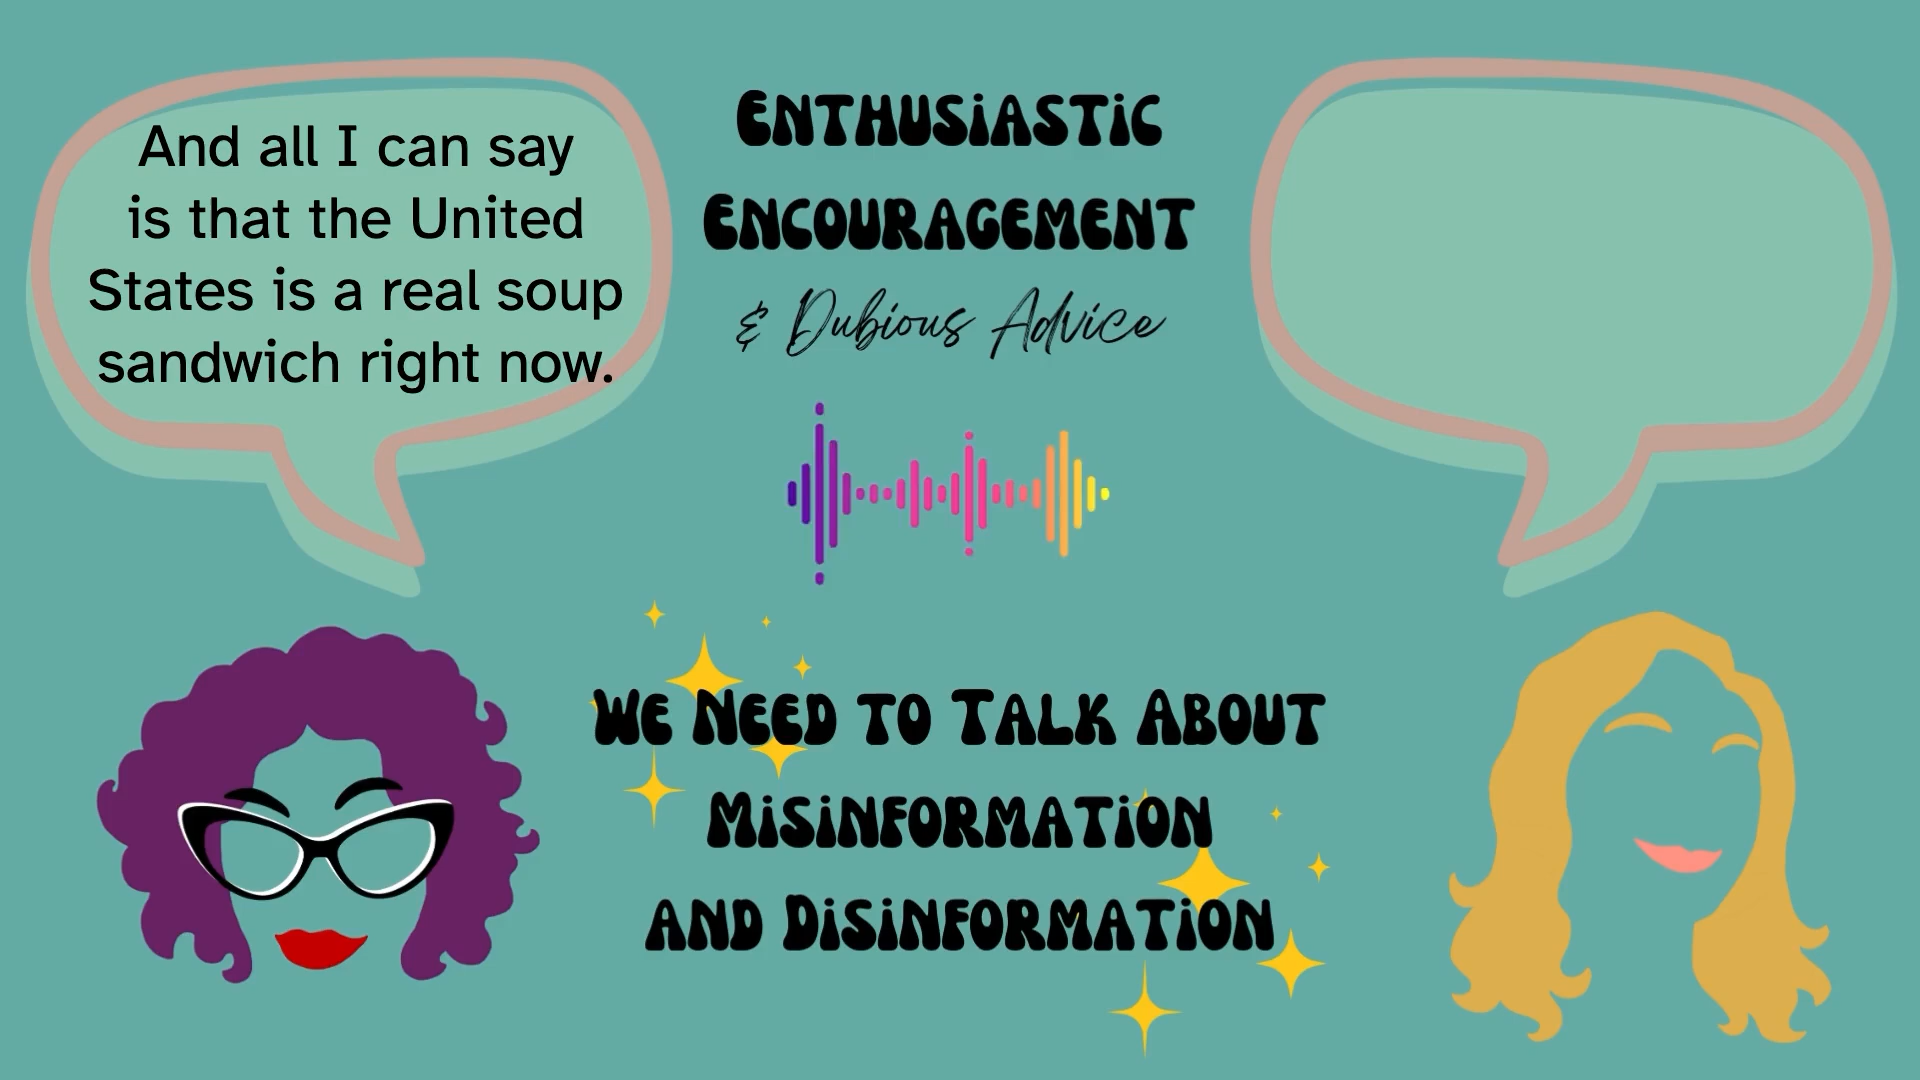 And all I can say
is that the United
States is a real soup
sandwich right now.
Enthusiastic
Encouragement
& Dubious Advice
We Need to Talk About
Misinformation
and Disinformation